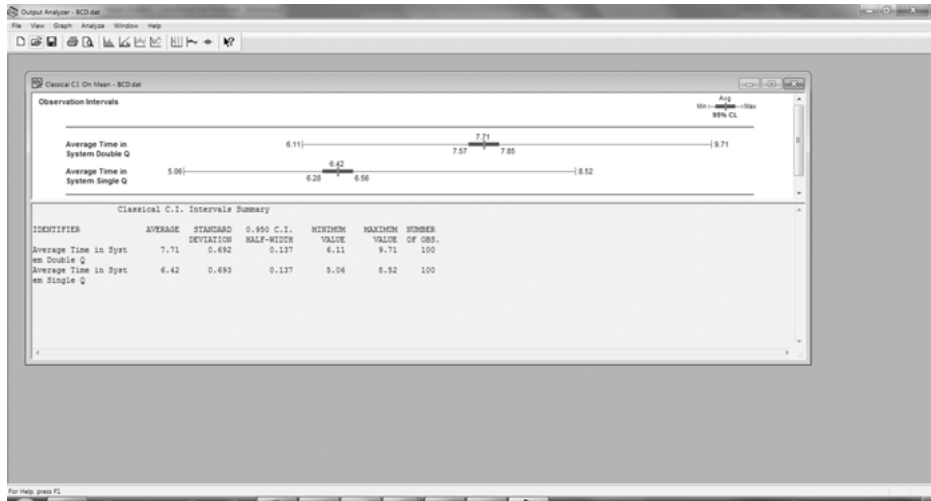 Output Analyzer - BCD.dat
File View Graph Analyze Window Help
Classical C.I. On Mean - BCD.dat
Observation Intervals
Avg
Min Max
95% CL
7.71
Average Time in 6.11 9.71
System Double Q 7.57 7.85
6.42
Average Time in 5.06 8.52
System Single Q 6.28 6.56
Classical C.I. Intervals Summary
IDENTIFIER AVERAGE STANDARD 0.950 C.I. MINIMUM MAXIMUM NUMBER
DEVIATION HALF-WIDTH VALUE VALUE OF OBS.
Average Time in Syst 7.71 0.692 0.137 6.11 9.71 100
em Double Q
Average Time in Syst 6.42 0.693 0.137 5.06 8.52 100
em Single Q
For Help, press F1